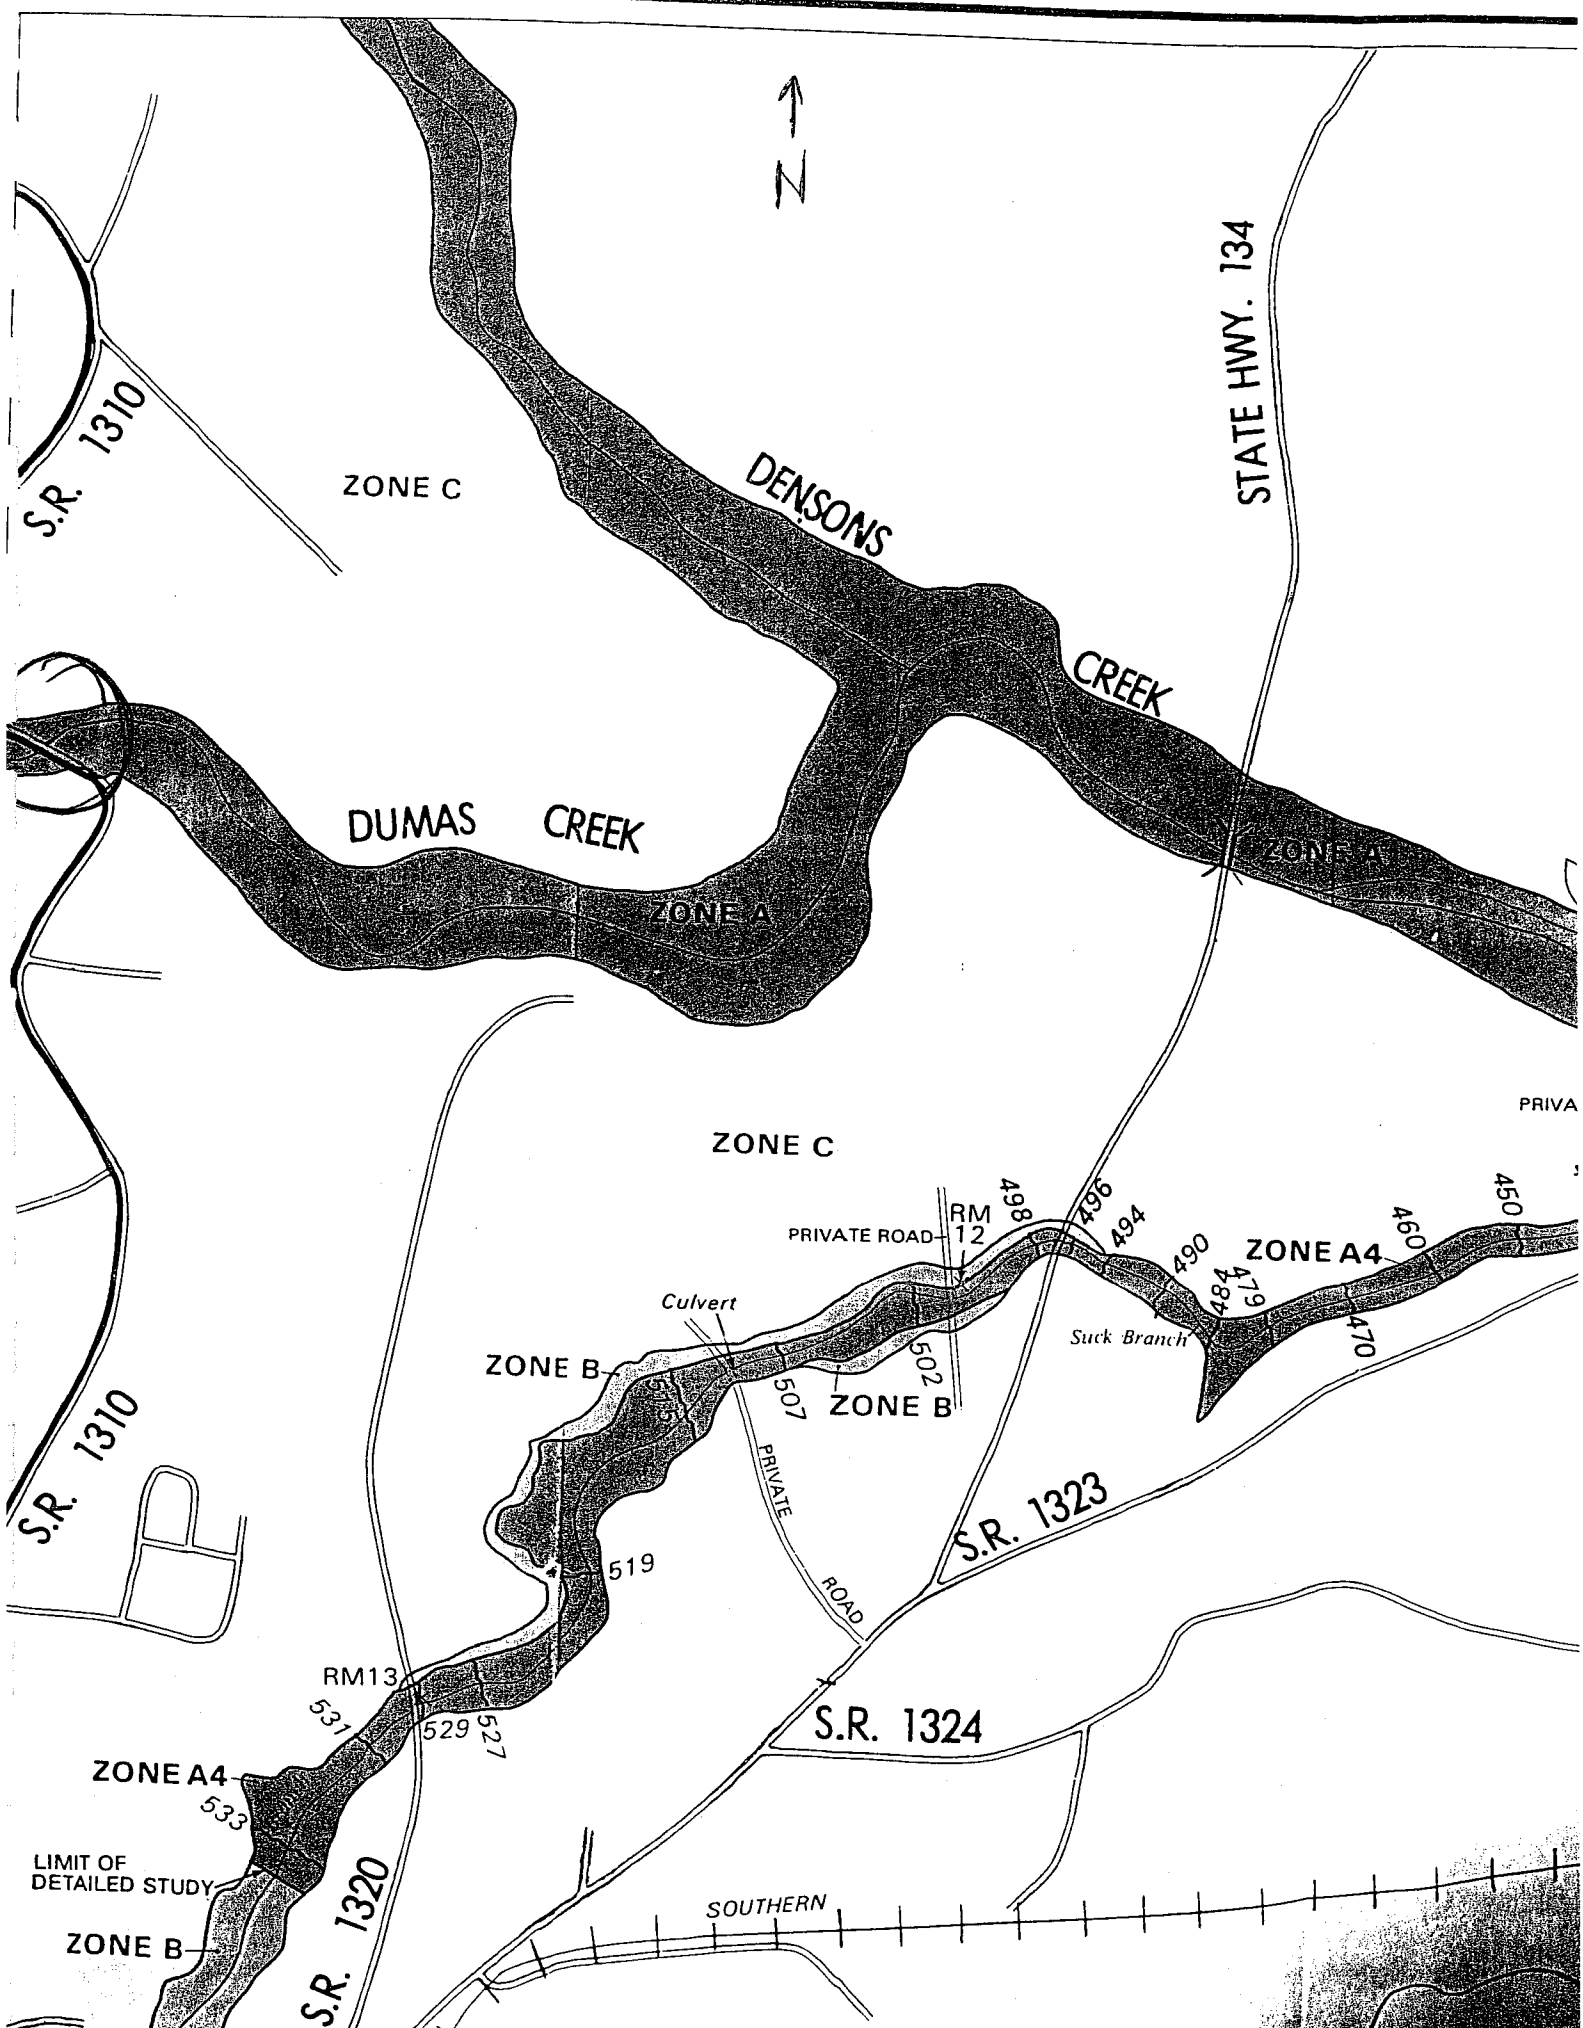 N
STATE HWY. 134
S.R. 1310
ZONE C
DENSONS
CREEK
DUMAS CREEK
ZONE A
ZONE A
PRIVA
ZONE C
498
496
494
490
484
479
460
450
470
RM
12
PRIVATE ROAD
ZONE A4
Culvert
Suck Branch
ZONE B
515
507
502
ZONE B
S.R. 1310
PRIVATE
ROAD
S.R. 1323
519
RM13
531
529
527
S.R. 1324
ZONE A4
533
LIMIT OF
DETAILED STUDY
S.R. 1320
SOUTHERN
ZONE B